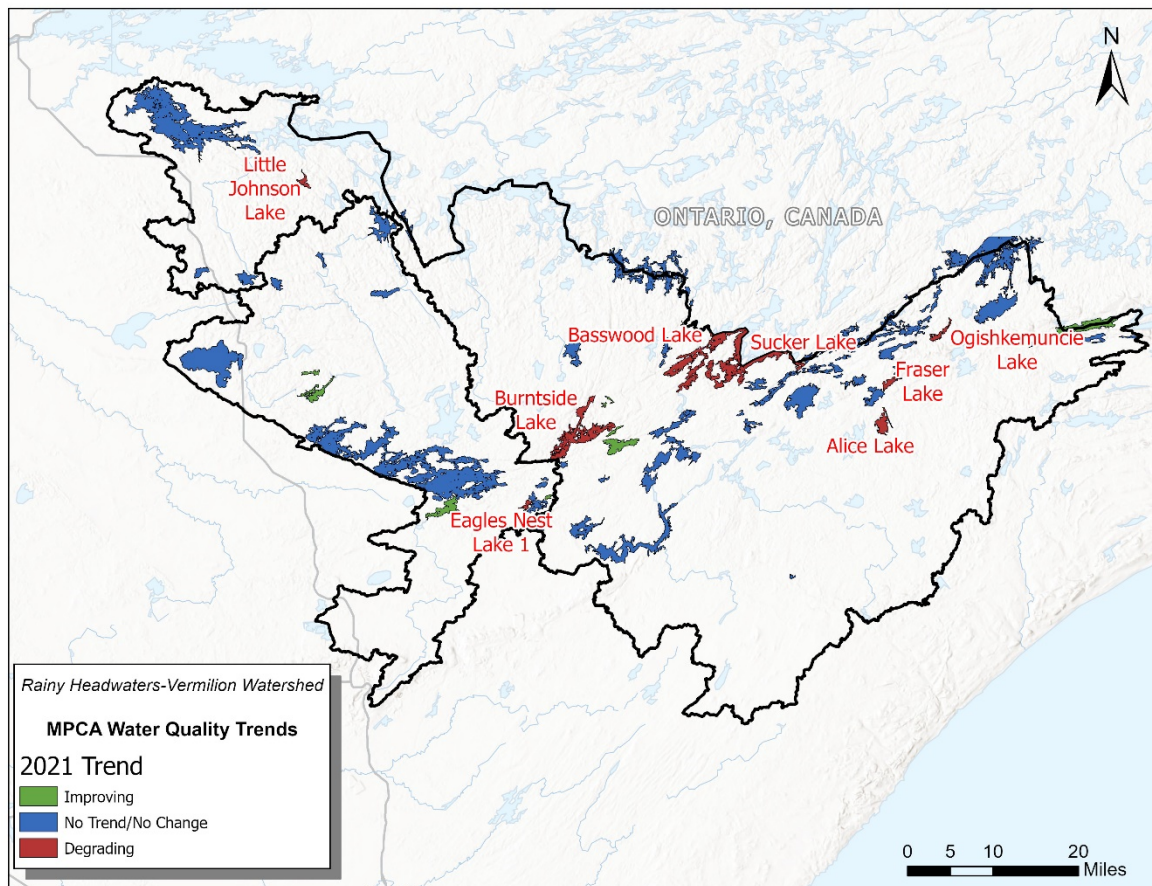 N
Little
Johnson
Lake
ONTARIO, CANADA
Basswood Lake
Sucker Lake
Ogishkemuncie
Lake
Fraser
Lake
Burntside
Lake
Alice Lake
Eagles Nest
Lake 1
Rainy Headwaters-Vermilion Watershed
MPCA Water Quality Trends
2021 Trend
Improving
No Trend/No Change
Degrading
0 5 10 20
Miles